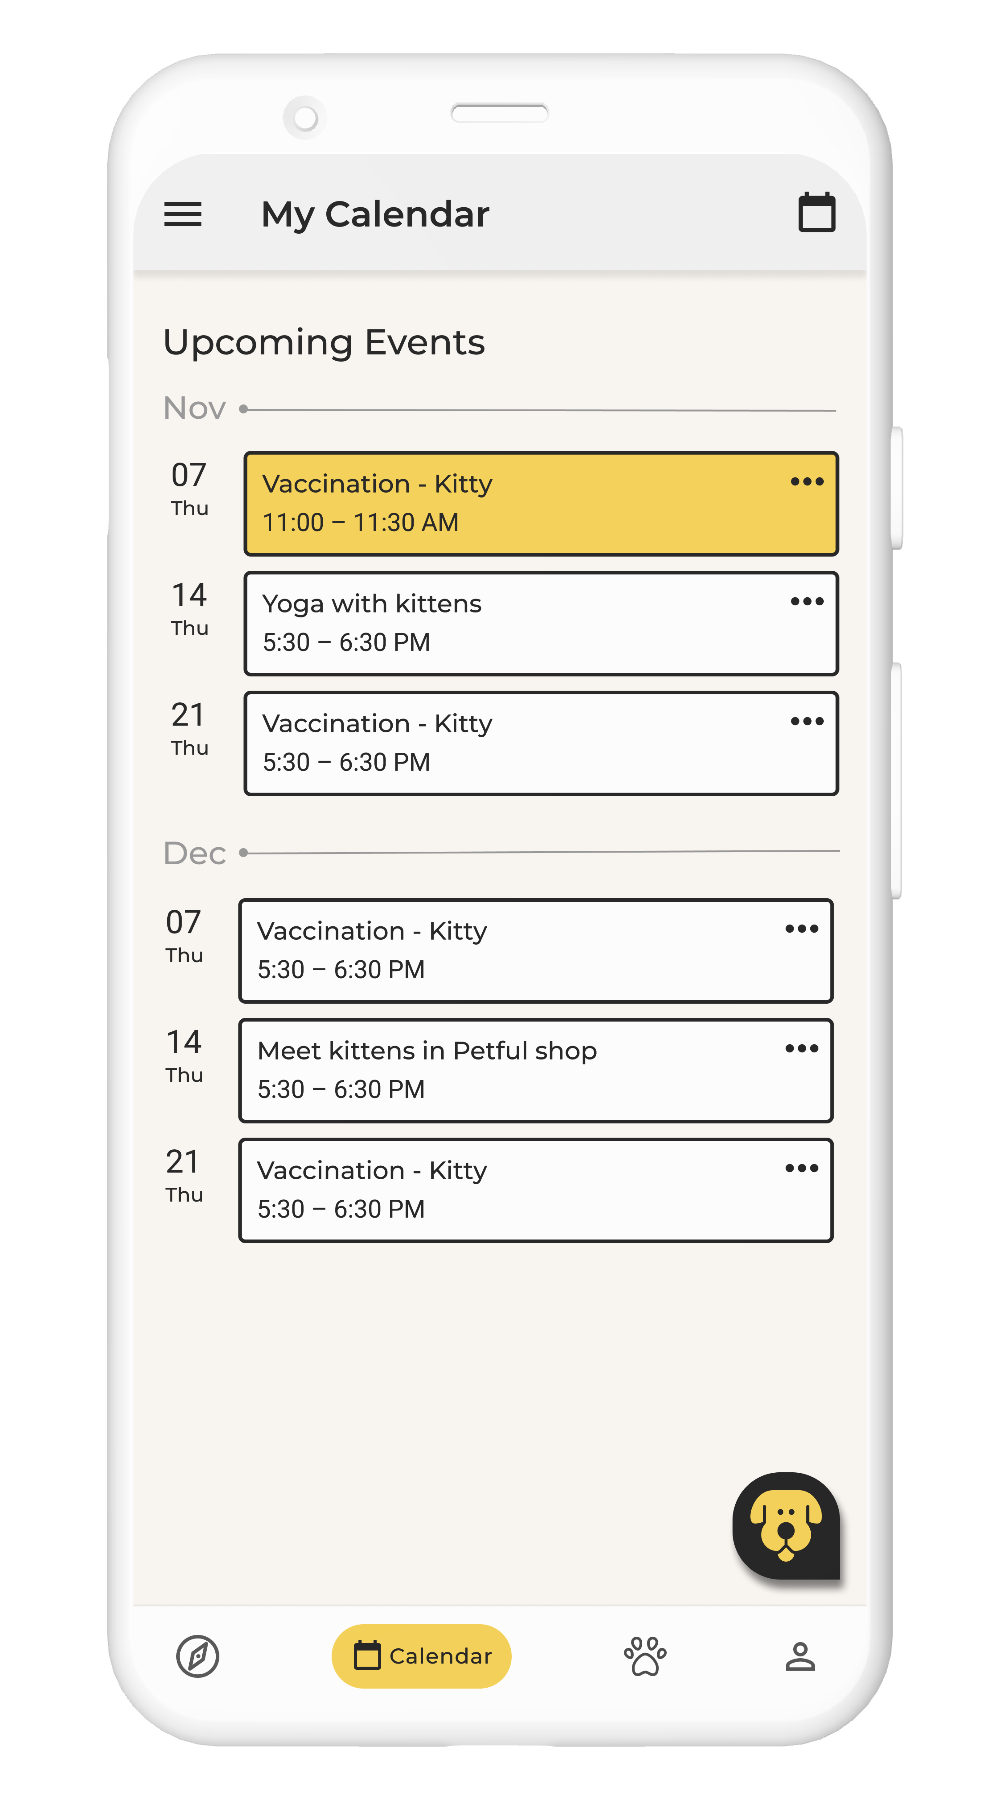 My Calendar
Upcoming Events
Nov
07
Thu
Vaccination - Kitty
11:00 – 11:30 AM
14
Thu
Yoga with kittens
5:30 – 6:30 PM
21
Thu
Vaccination - Kitty
5:30 – 6:30 PM
Dec
07
Thu
Vaccination - Kitty
5:30 – 6:30 PM
14
Thu
Meet kittens in Petful shop
5:30 – 6:30 PM
21
Thu
Vaccination - Kitty
5:30 – 6:30 PM
Calendar